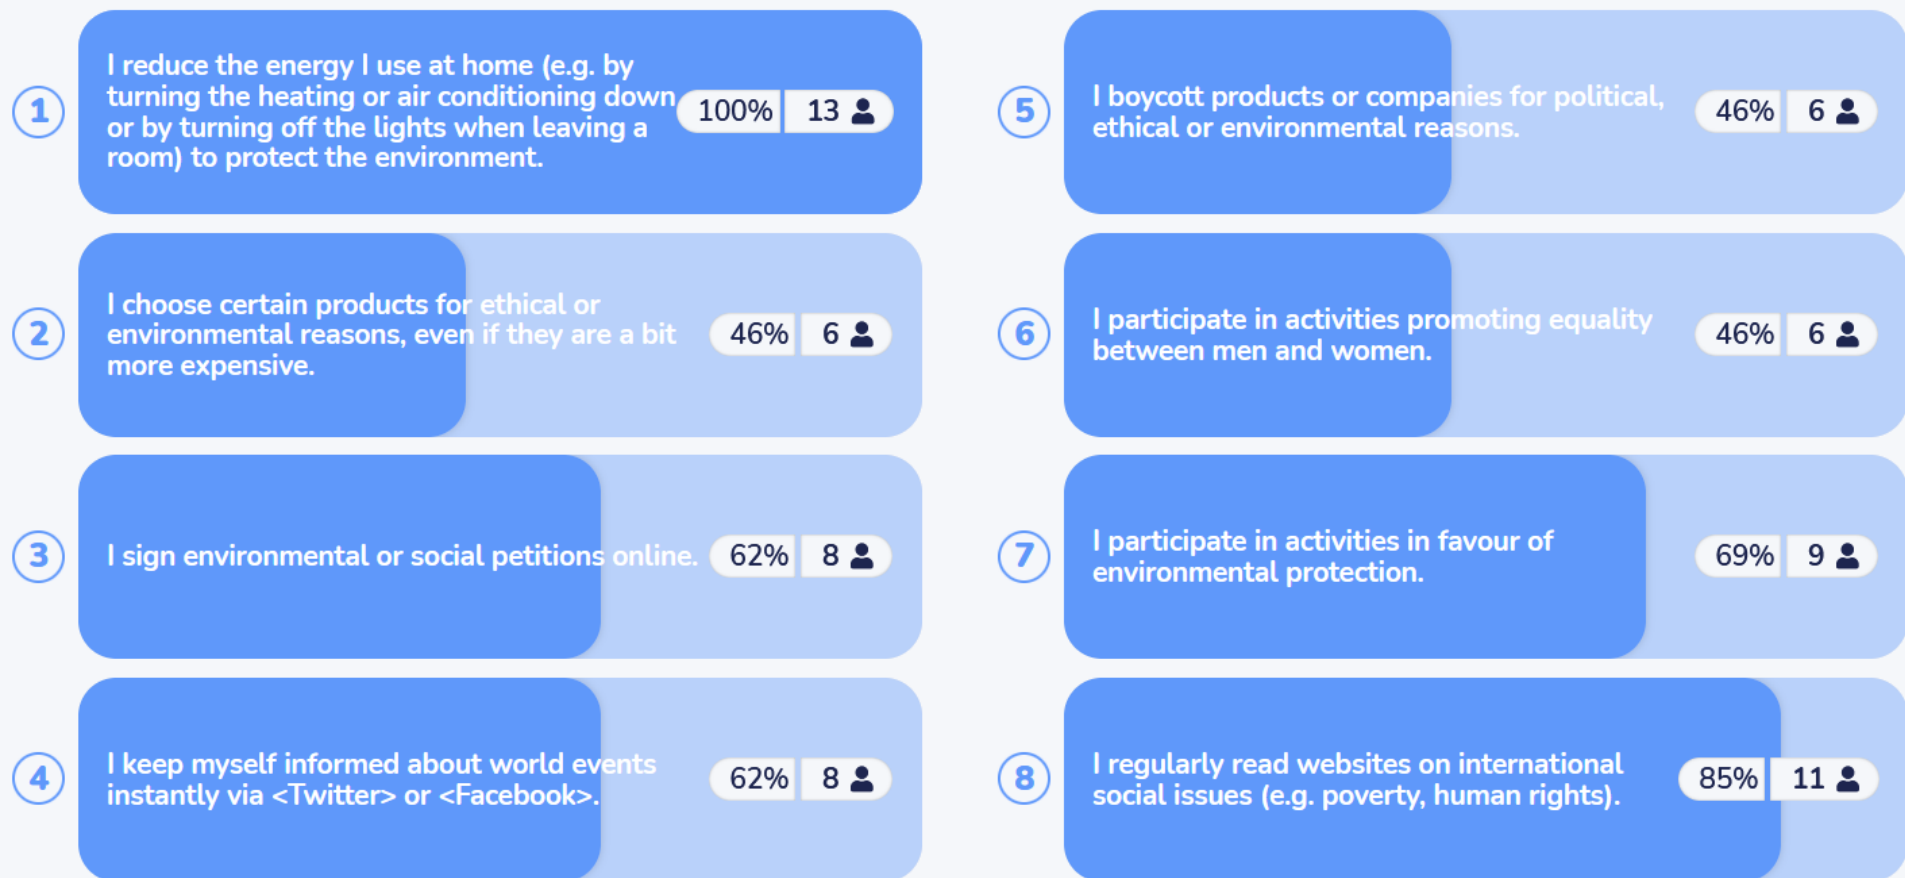 1
I reduce the energy I use at home (e.g. by
turning the heating or air conditioning down
or by turning off the lights when leaving a
room) to protect the environment.
100% 13
2
I choose certain products for ethical or
environmental reasons, even if they are a bit
more expensive.
46% 6
3
I sign environmental or social petitions online.
62% 8
4
I keep myself informed about world events
instantly via <Twitter> or <Facebook>.
62% 8
5
I boycott products or companies for political,
ethical or environmental reasons.
46% 6
6
I participate in activities promoting equality
between men and women.
46% 6
7
I participate in activities in favour of
environmental protection.
69% 9
8
I regularly read websites on international
social issues (e.g. poverty, human rights).
85% 11